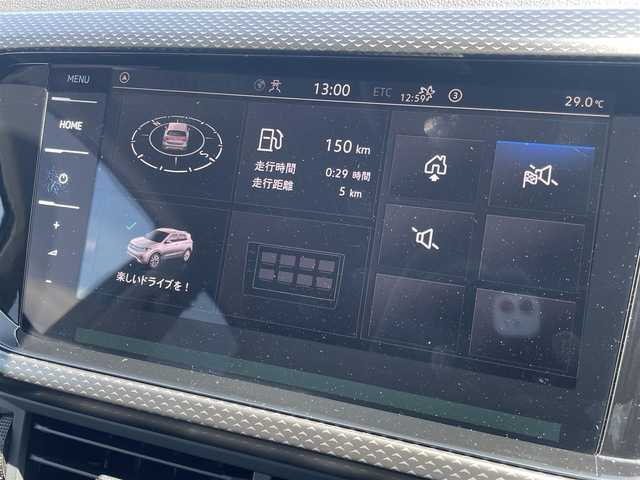 MENU
13:00
ETC
12:59
3
29.0℃
HOME
150 km
走行時間 0:29 時間
走行距離 5 km
+
-
楽しいドライブを！